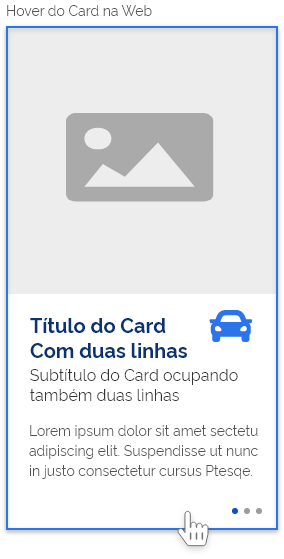 Hover do Card na Web
Título do Card
Com duas linhas
Subtítulo do Card ocupando
também duas linhas
Lorem ipsum dolor sit amet sectetu
adipiscing elit. Suspendisse ut nunc
in justo consectetur cursus Ptesqe.